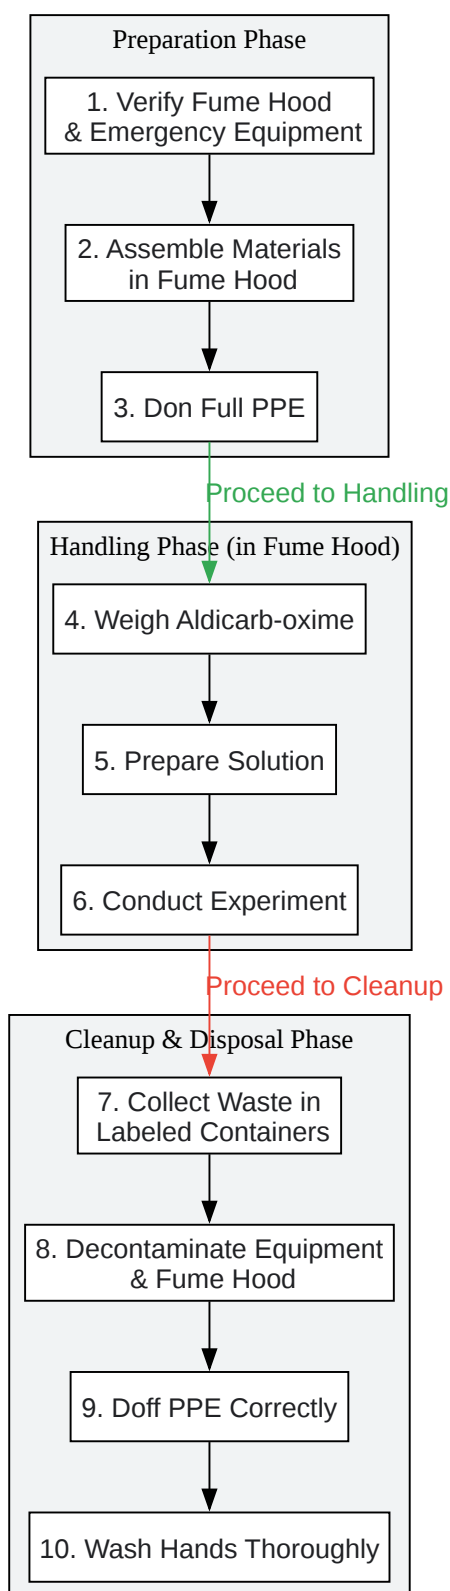 Preparation Phase
1. Verify Fume Hood
& Emergency Equipment
2. Assemble Materials
in Fume Hood
3. Don Full PPE
Proceed to Handling
Handling Phase (in Fume Hood)
4. Weigh Aldicarb-oxime
5. Prepare Solution
6. Conduct Experiment
Proceed to Cleanup
Cleanup & Disposal Phase
7. Collect Waste in
Labeled Containers
8. Decontaminate Equipment
& Fume Hood
9. Doff PPE Correctly
10. Wash Hands Thoroughly